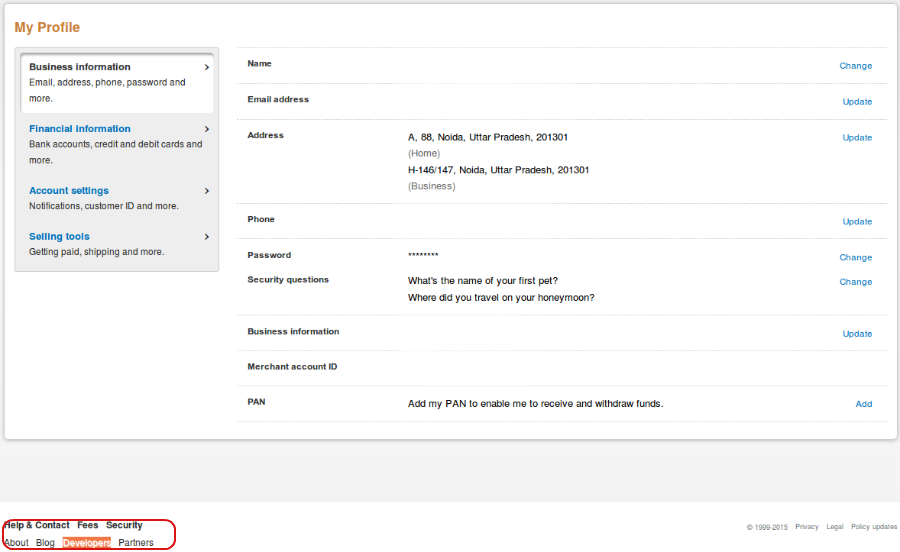 My Profile
Business information
Email, address, phone, password and
more.
Financial information
Bank accounts, credit and debit cards and
more.
Account settings
Notifications, customer ID and more.
Selling tools
Getting paid, shipping and more.
Name Change
Email address Update
Address A, 88, Noida, Uttar Pradesh, 201301 Update
(Home)
H-146/147, Noida, Uttar Pradesh, 201301
(Business)
Phone Update
Password ******** Change
Security questions What's the name of your first pet? Change
Where did you travel on your honeymoon?
Business information Update
Merchant account ID
PAN Add my PAN to enable me to receive and withdraw funds. Add
Help & Contact Fees Security
About Blog Developers Partners
© 1999-2015 Privacy Legal Policy updates